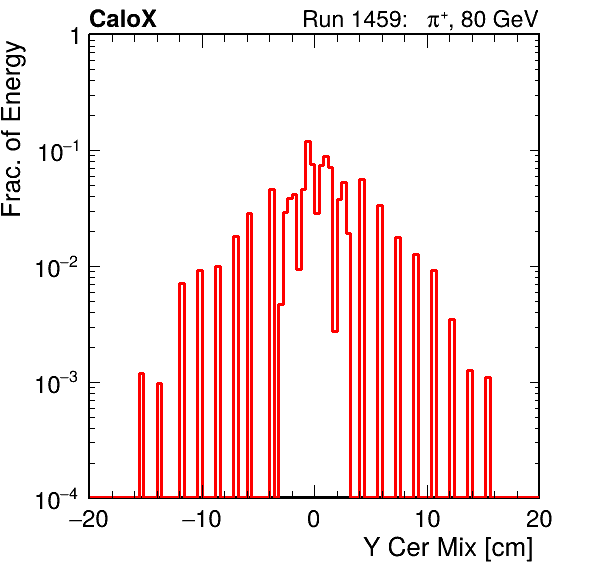 CaloX Run 1459: π⁺, 80 GeV
Frac. of Energy
1
10⁻¹
10⁻²
10⁻³
10⁻⁴
−20 −10 0 10 20
Y Cer Mix [cm]